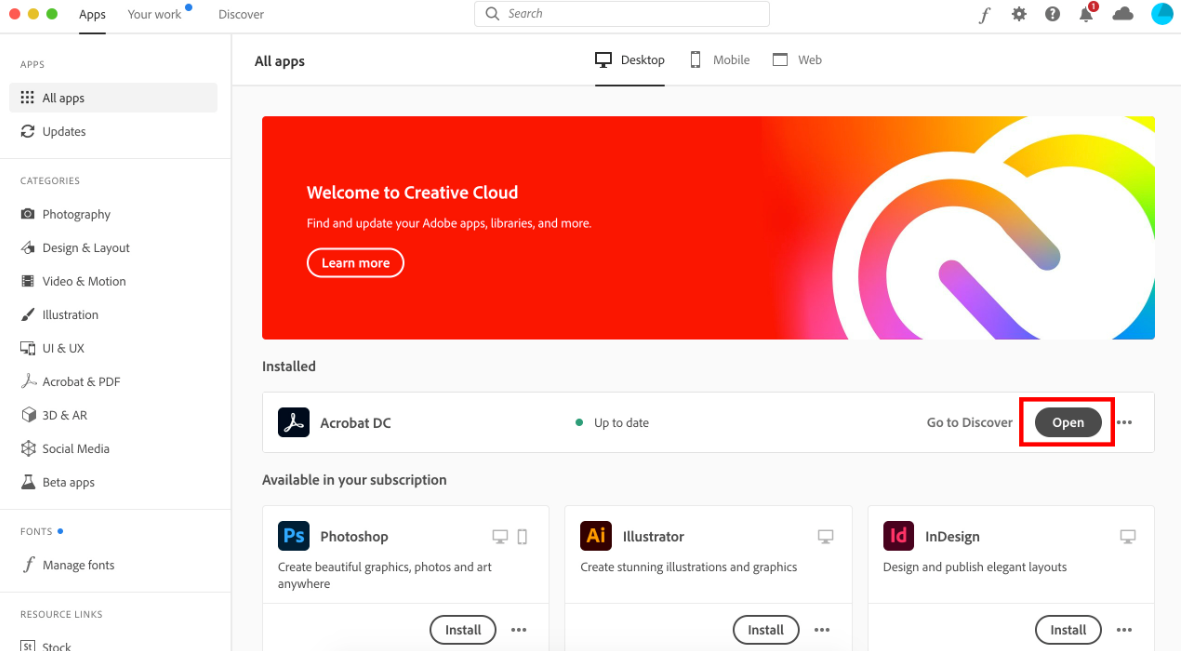 Apps Your work Discover Search 1
APPS
All apps
Updates
CATEGORIES
Photography
Design & Layout
Video & Motion
Illustration
UI & UX
Acrobat & PDF
3D & AR
Social Media
Beta apps
FONTS
Manage fonts
RESOURCE LINKS
St Stock
All apps Desktop Mobile Web
Welcome to Creative Cloud
Find and update your Adobe apps, libraries, and more.
Learn more
Installed
Acrobat DC Up to date Go to Discover Open
Available in your subscription
Ps Photoshop
Create beautiful graphics, photos and art
anywhere
Install
Ai Illustrator
Create stunning illustrations and graphics
Install
Id InDesign
Design and publish elegant layouts
Install